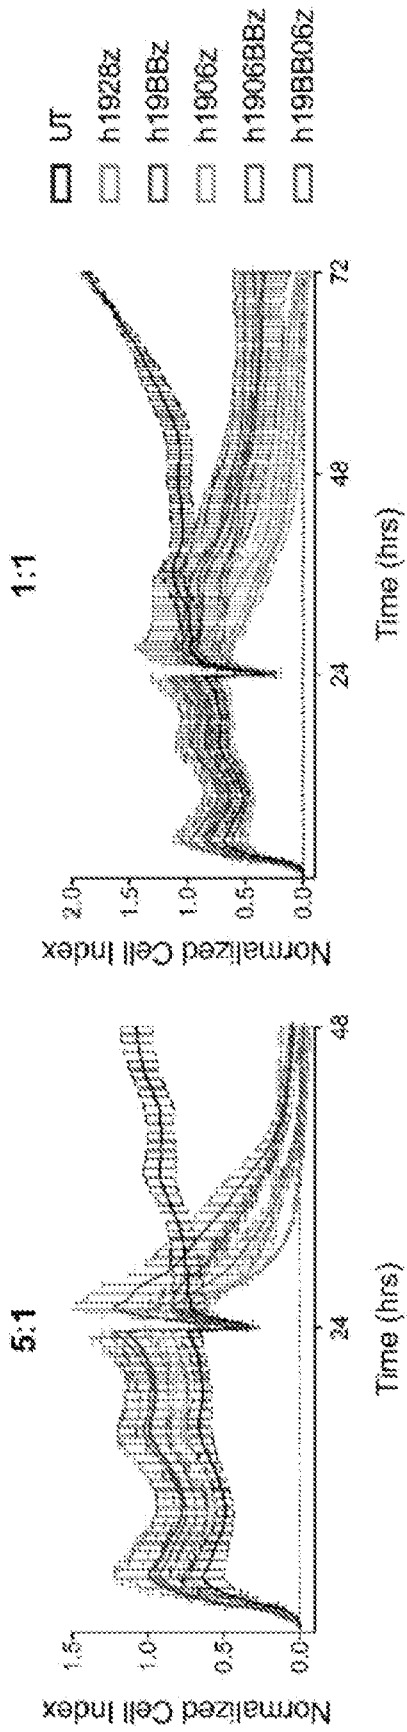 5:1
Normalized Cell Index
1.5
1.0
0.5
0.0
24
48
Time (hrs)
1:1
Normalized Cell Index
2.0
1.5
1.0
0.5
0.0
24
48
72
Time (hrs)
UT
h1928z
h19BBz
h1906z
h1906BBz
h19BB06z